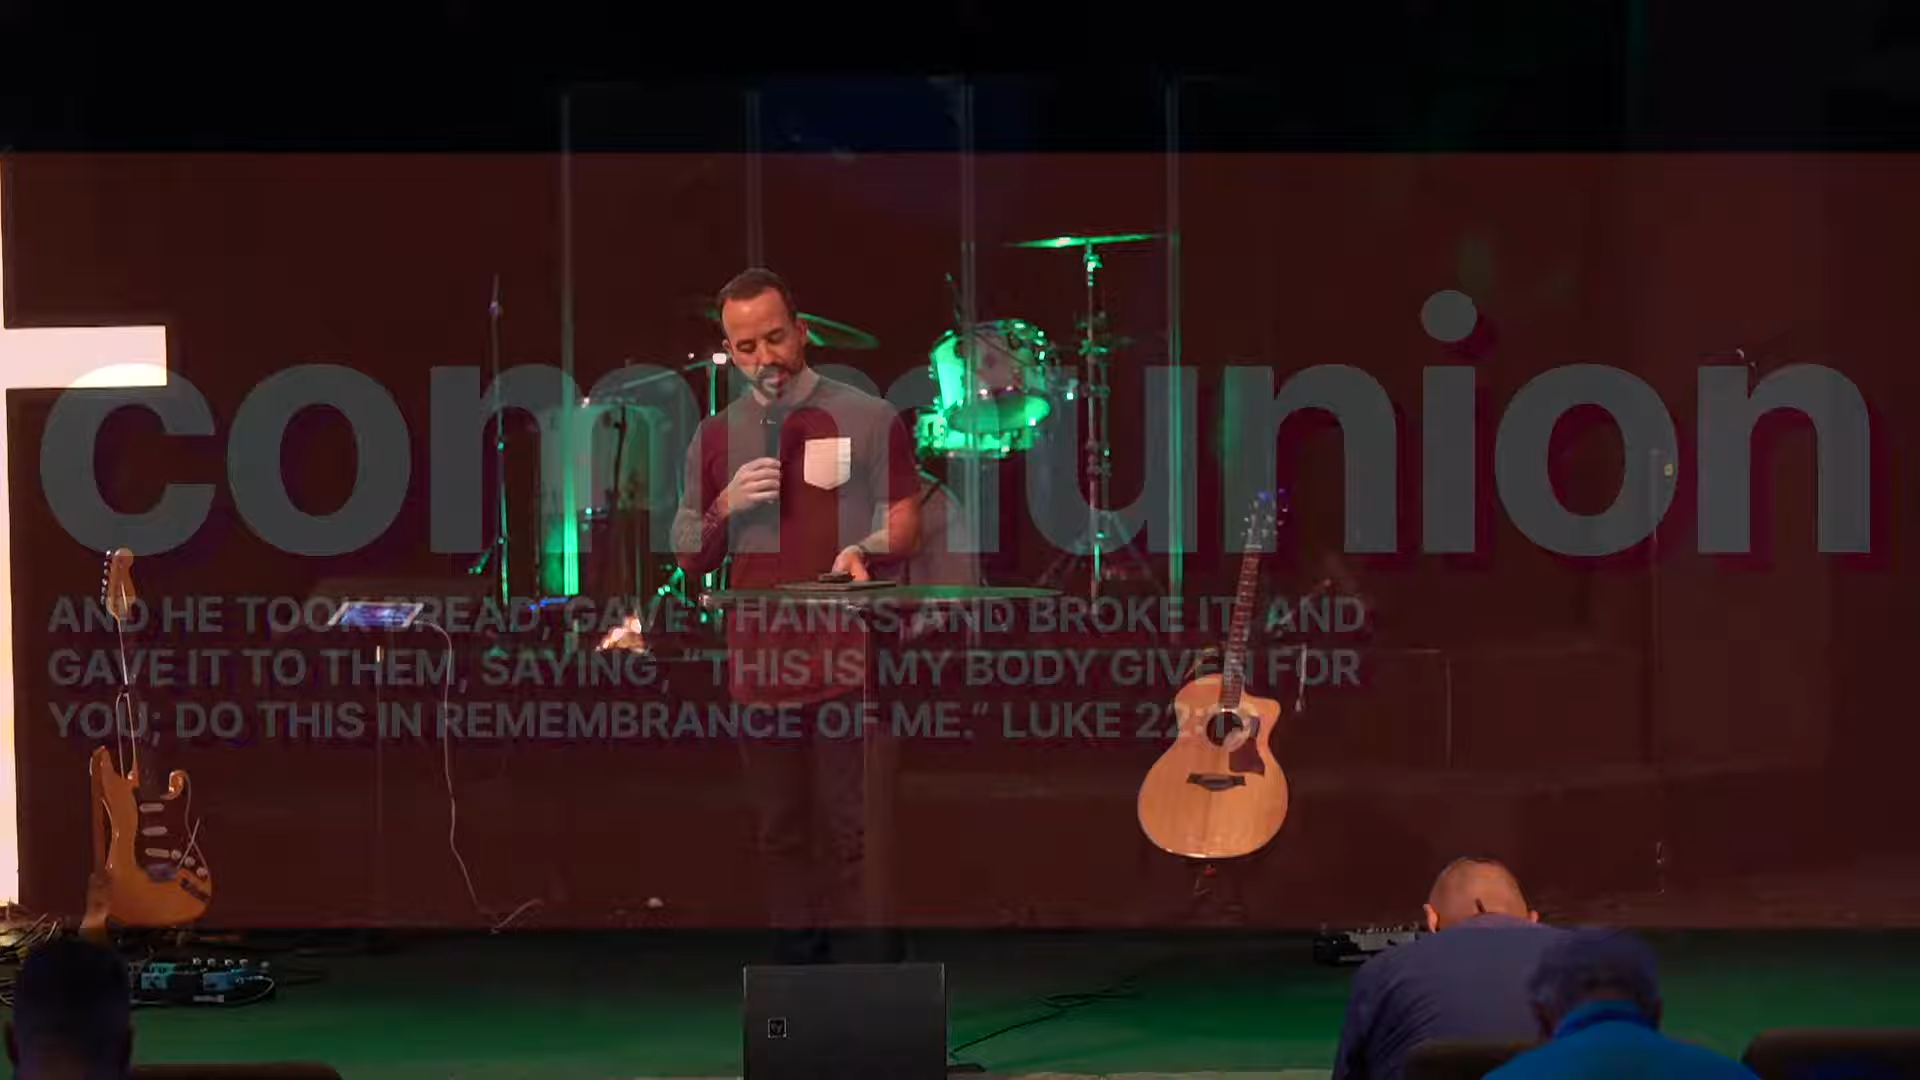 communion
AND HE TOOK BREAD, GAVE THANKS AND BROKE IT, AND
GAVE IT TO THEM, SAYING, “THIS IS MY BODY GIVEN FOR
YOU; DO THIS IN REMEMBRANCE OF ME.” LUKE